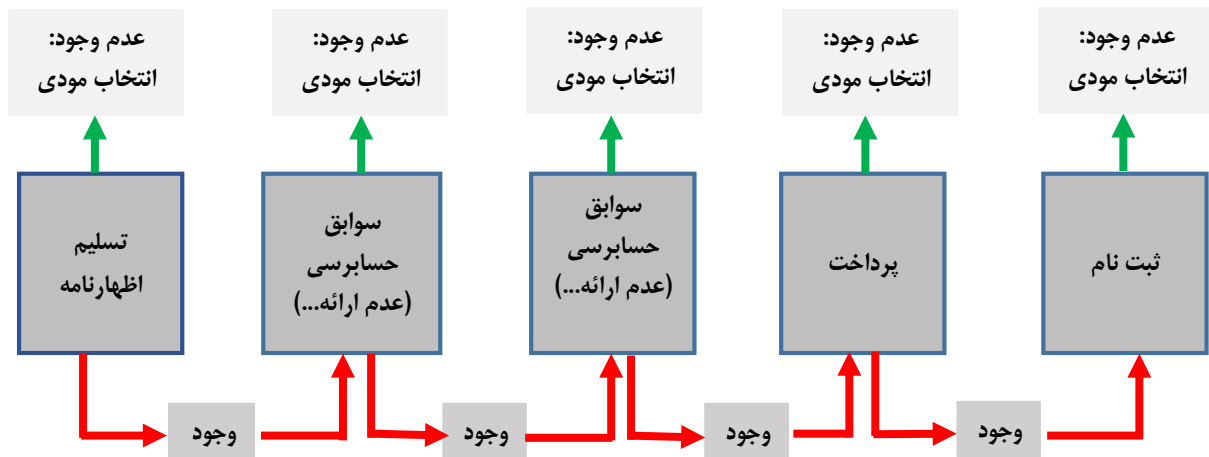 عدم وجود:
انتخاب مودی
عدم وجود:
انتخاب مودی
عدم وجود:
انتخاب مودی
عدم وجود:
انتخاب مودی
عدم وجود:
انتخاب مودی
ثبت نام
پرداخت
سوابق
حسابرسی
(عدم ارائه...)
سوابق
حسابرسی
(عدم ارائه...)
تسلیم
اظهارنامه
وجود
وجود
وجود
وجود